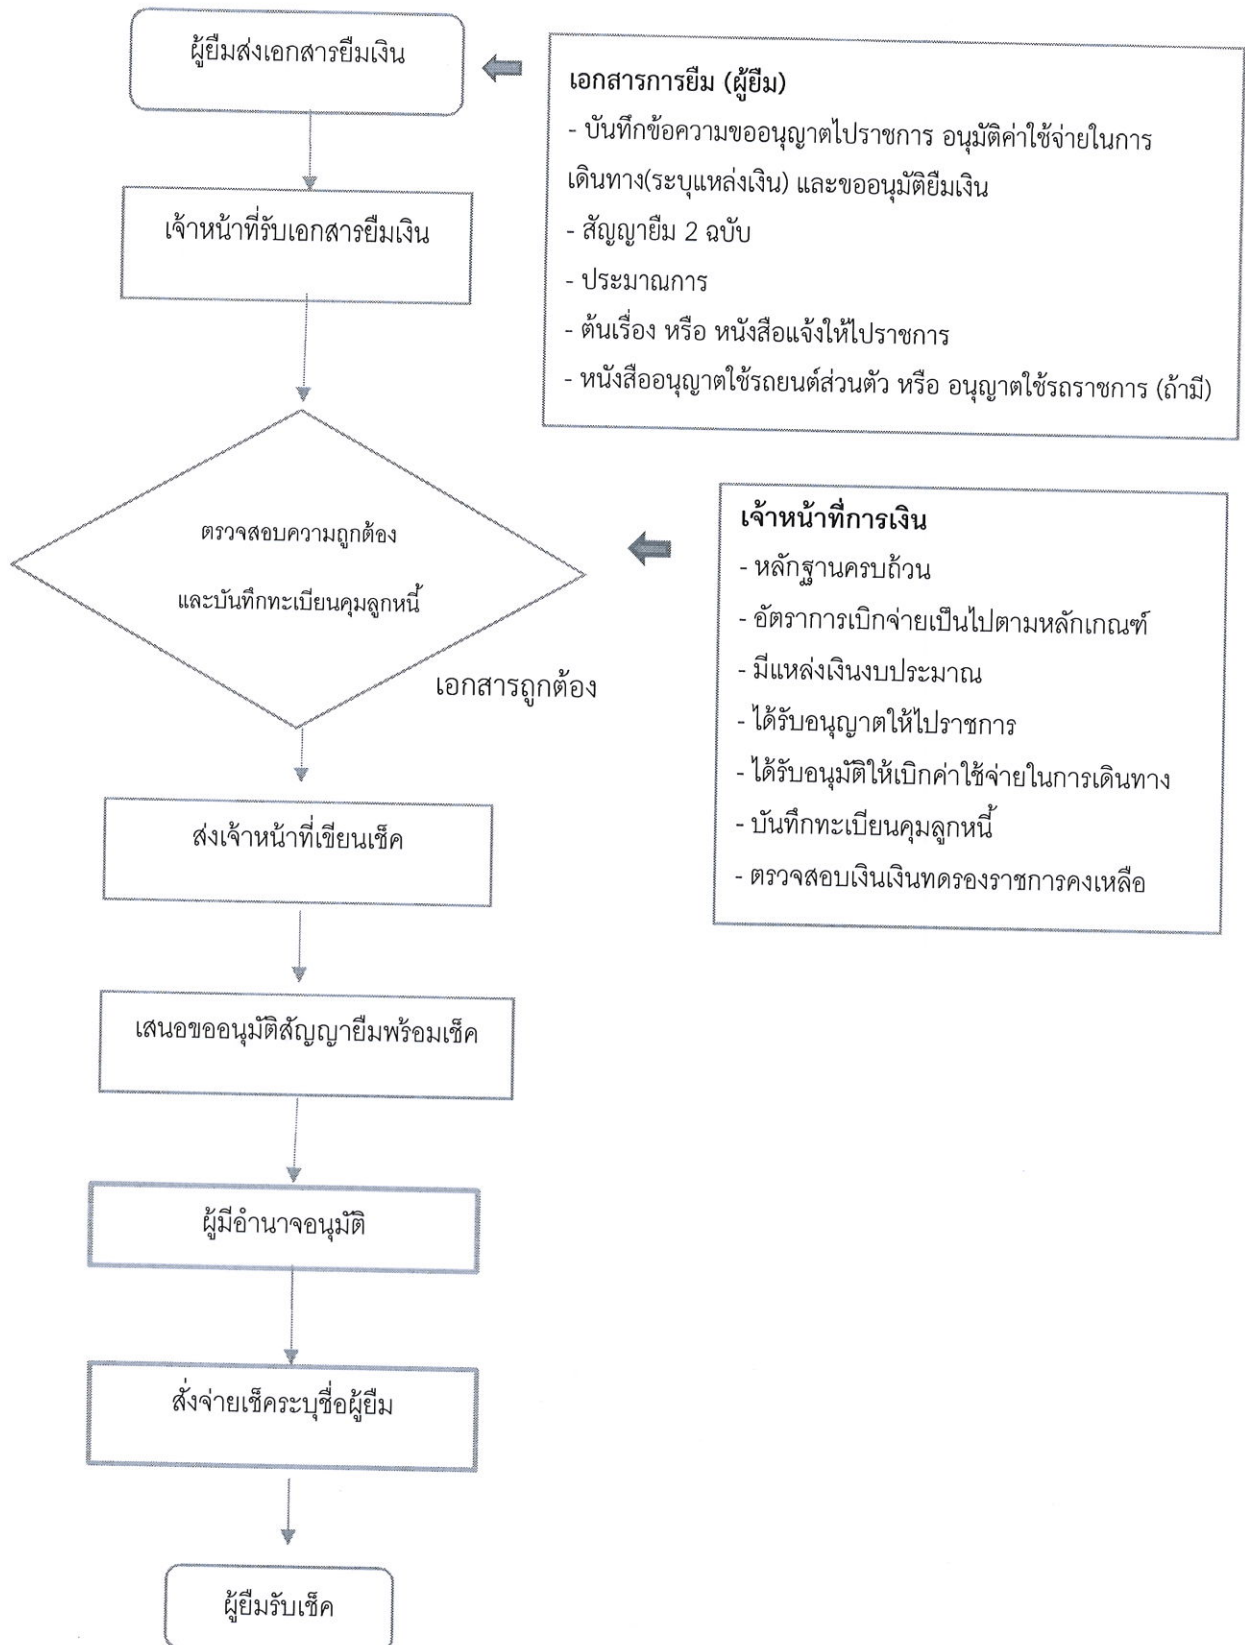 ผู้ยืมส่งเอกสารยืมเงิน
เอกสารการยืม (ผู้ยืม)
- บันทึกข้อความขออนุญาตไปราชการ อนุมัติค่าใช้จ่ายในการ
เดินทาง(ระบุแหล่งเงิน) และขออนุมัติยืมเงิน
- สัญญายืม 2 ฉบับ
- ประมาณการ
- ต้นเรื่อง หรือ หนังสือแจ้งให้ไปราชการ
- หนังสืออนุญาตใช้รถยนต์ส่วนตัว หรือ อนุญาตใช้รถราชการ (ถ้ามี)
เจ้าหน้าที่รับเอกสารยืมเงิน
ตรวจสอบความถูกต้อง
และบันทึกทะเบียนคุมลูกหนี้
เอกสารถูกต้อง
เจ้าหน้าที่การเงิน
- หลักฐานครบถ้วน
- อัตราการเบิกจ่ายเป็นไปตามหลักเกณฑ์
- มีแหล่งเงินงบประมาณ
- ได้รับอนุญาตให้ไปราชการ
- ได้รับอนุมัติให้เบิกค่าใช้จ่ายในการเดินทาง
- บันทึกทะเบียนคุมลูกหนี้
- ตรวจสอบเงินเงินทดรองราชการคงเหลือ
ส่งเจ้าหน้าที่เขียนเช็ค
เสนอขออนุมัติสัญญายืมพร้อมเช็ค
ผู้มีอำนาจอนุมัติ
สั่งจ่ายเช็คระบุชื่อผู้ยืม
ผู้ยืมรับเช็ค